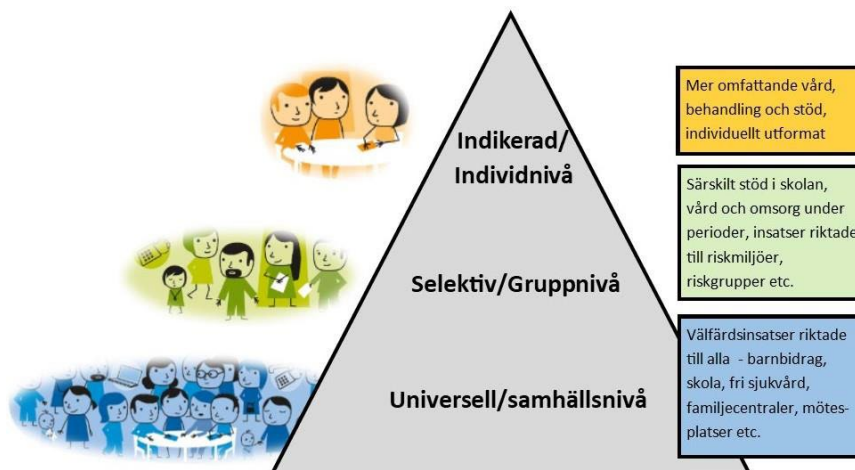 Indikerad/
Individnivå
Mer omfattande vård,
behandling och stöd,
individuellt utformat
Selektiv/Gruppnivå
Särskilt stöd i skolan,
vård och omsorg under
perioder, insatser riktade
till riskmiljöer,
riskgrupper etc.
Universell/samhällsnivå
Välfärdsinsatser riktade
till alla - barnbidrag,
skola, fri sjukvård,
familjecentraler, mötes-
platser etc.